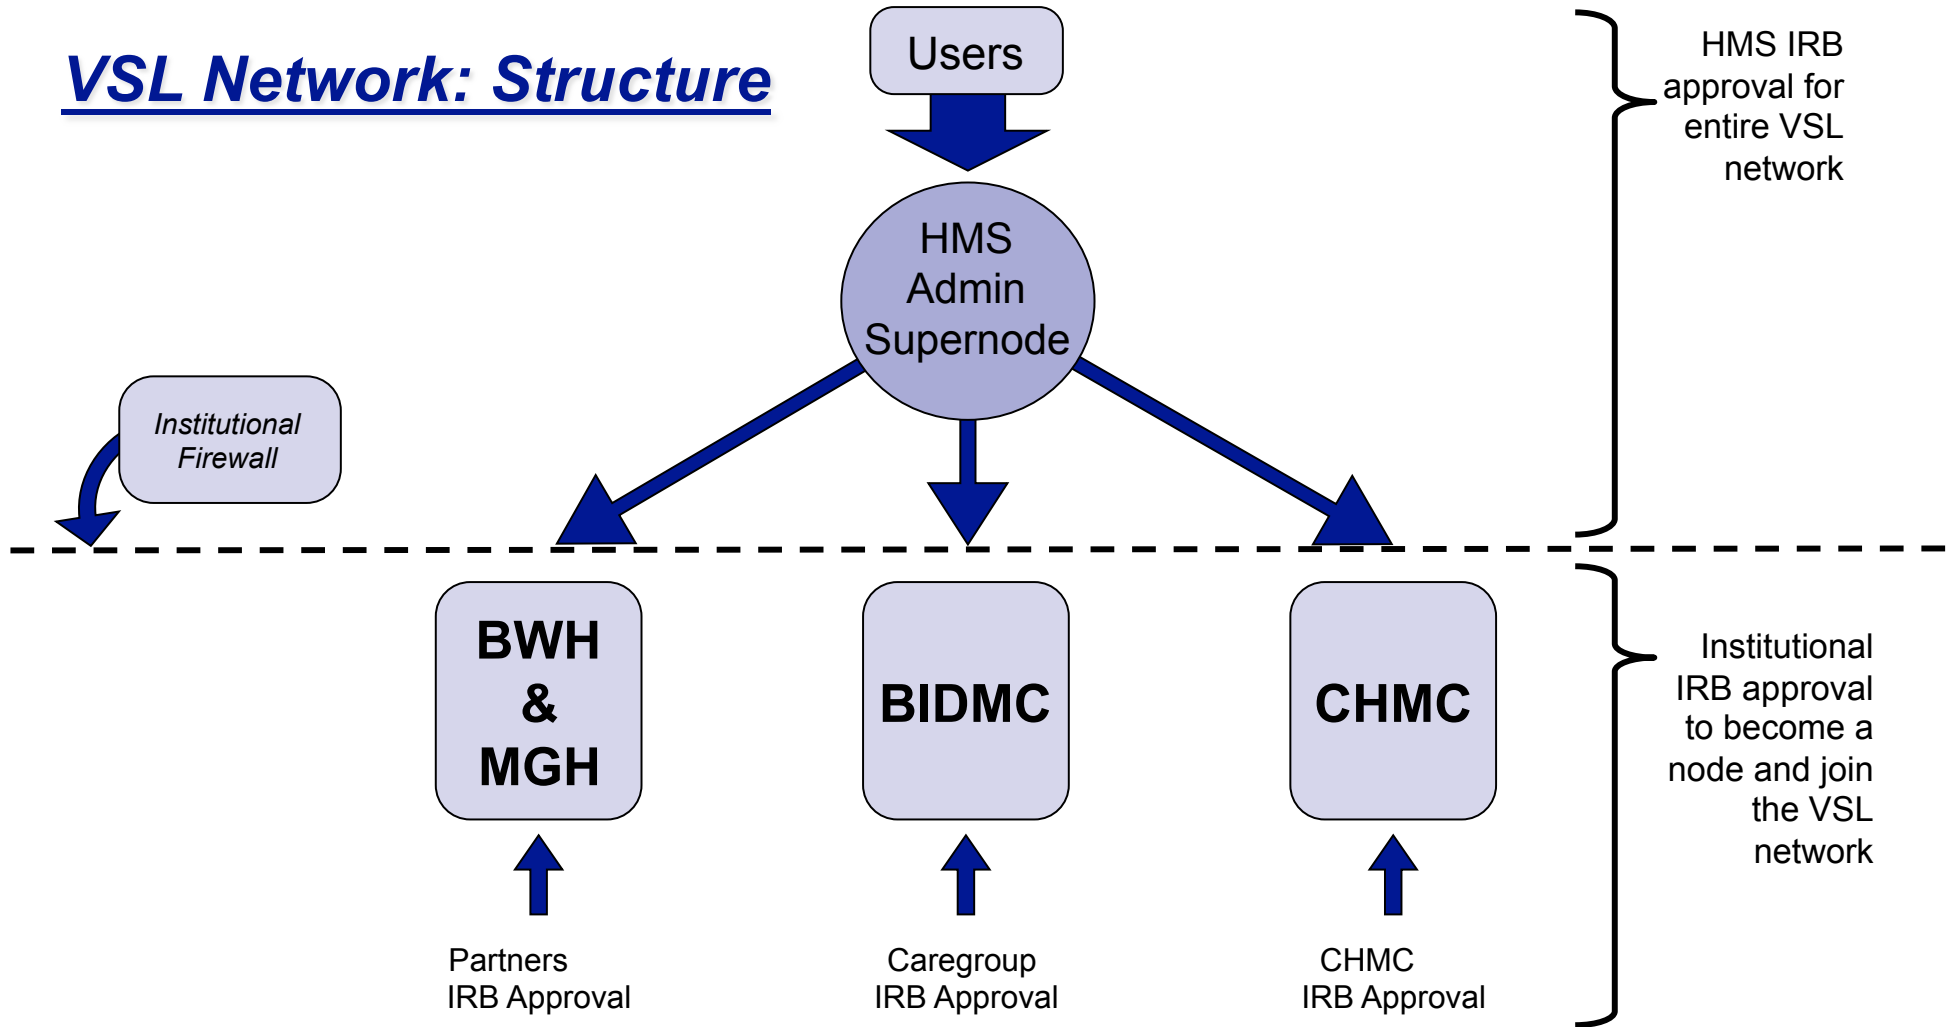 VSL Network: Structure
Users
HMS IRB
approval for
entire VSL
network
HMS
Admin
Supernode
Institutional
Firewall
BWH
&
MGH
BIDMC
CHMC
Institutional
IRB approval
to become a
node and join
the VSL
network
Partners
IRB Approval
Caregroup
IRB Approval
CHMC
IRB Approval